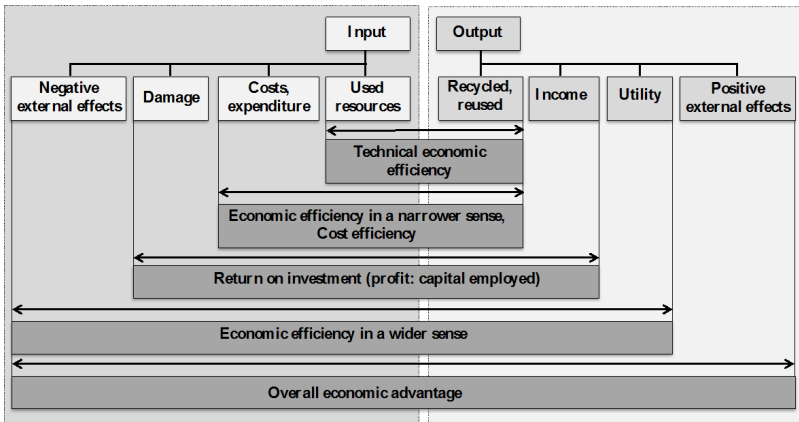 Input
Output
Negative
external effects
Damage
Costs,
expenditure
Used
resources
Recycled,
reused
Income
Utility
Positive
external effects
Technical economic
efficiency
Economic efficiency in a narrower sense,
Cost efficiency
Return on investment (profit: capital employed)
Economic efficiency in a wider sense
Overall economic advantage